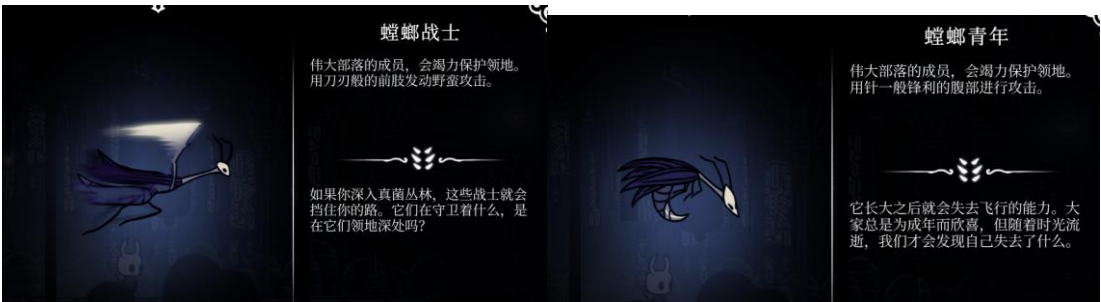 螳螂战士
伟大部落的成员，会竭力保护领地。
用刀刃般的前肢发动野蛮攻击。
如果你深入真菌丛林，这些战士就会
挡住你的路。它们在守卫着什么，是
在它们领地深处吗？
螳螂青年
伟大部落的成员，会竭力保护领地。
用针一般锋利的腹部进行攻击。
它长大之后就会失去飞行的能力。大
家总是为成年而欣喜，但随着时光流
逝，我们才会发现自己失去了什么。